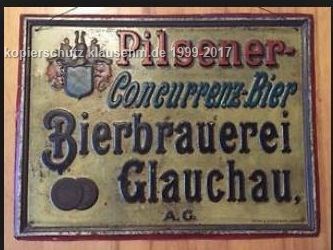 kopierschutz klausehm.de 1999-2017
Pilsener-
Concurrenz-Bier
Bierbrauerei
Glauchau,
A.G.